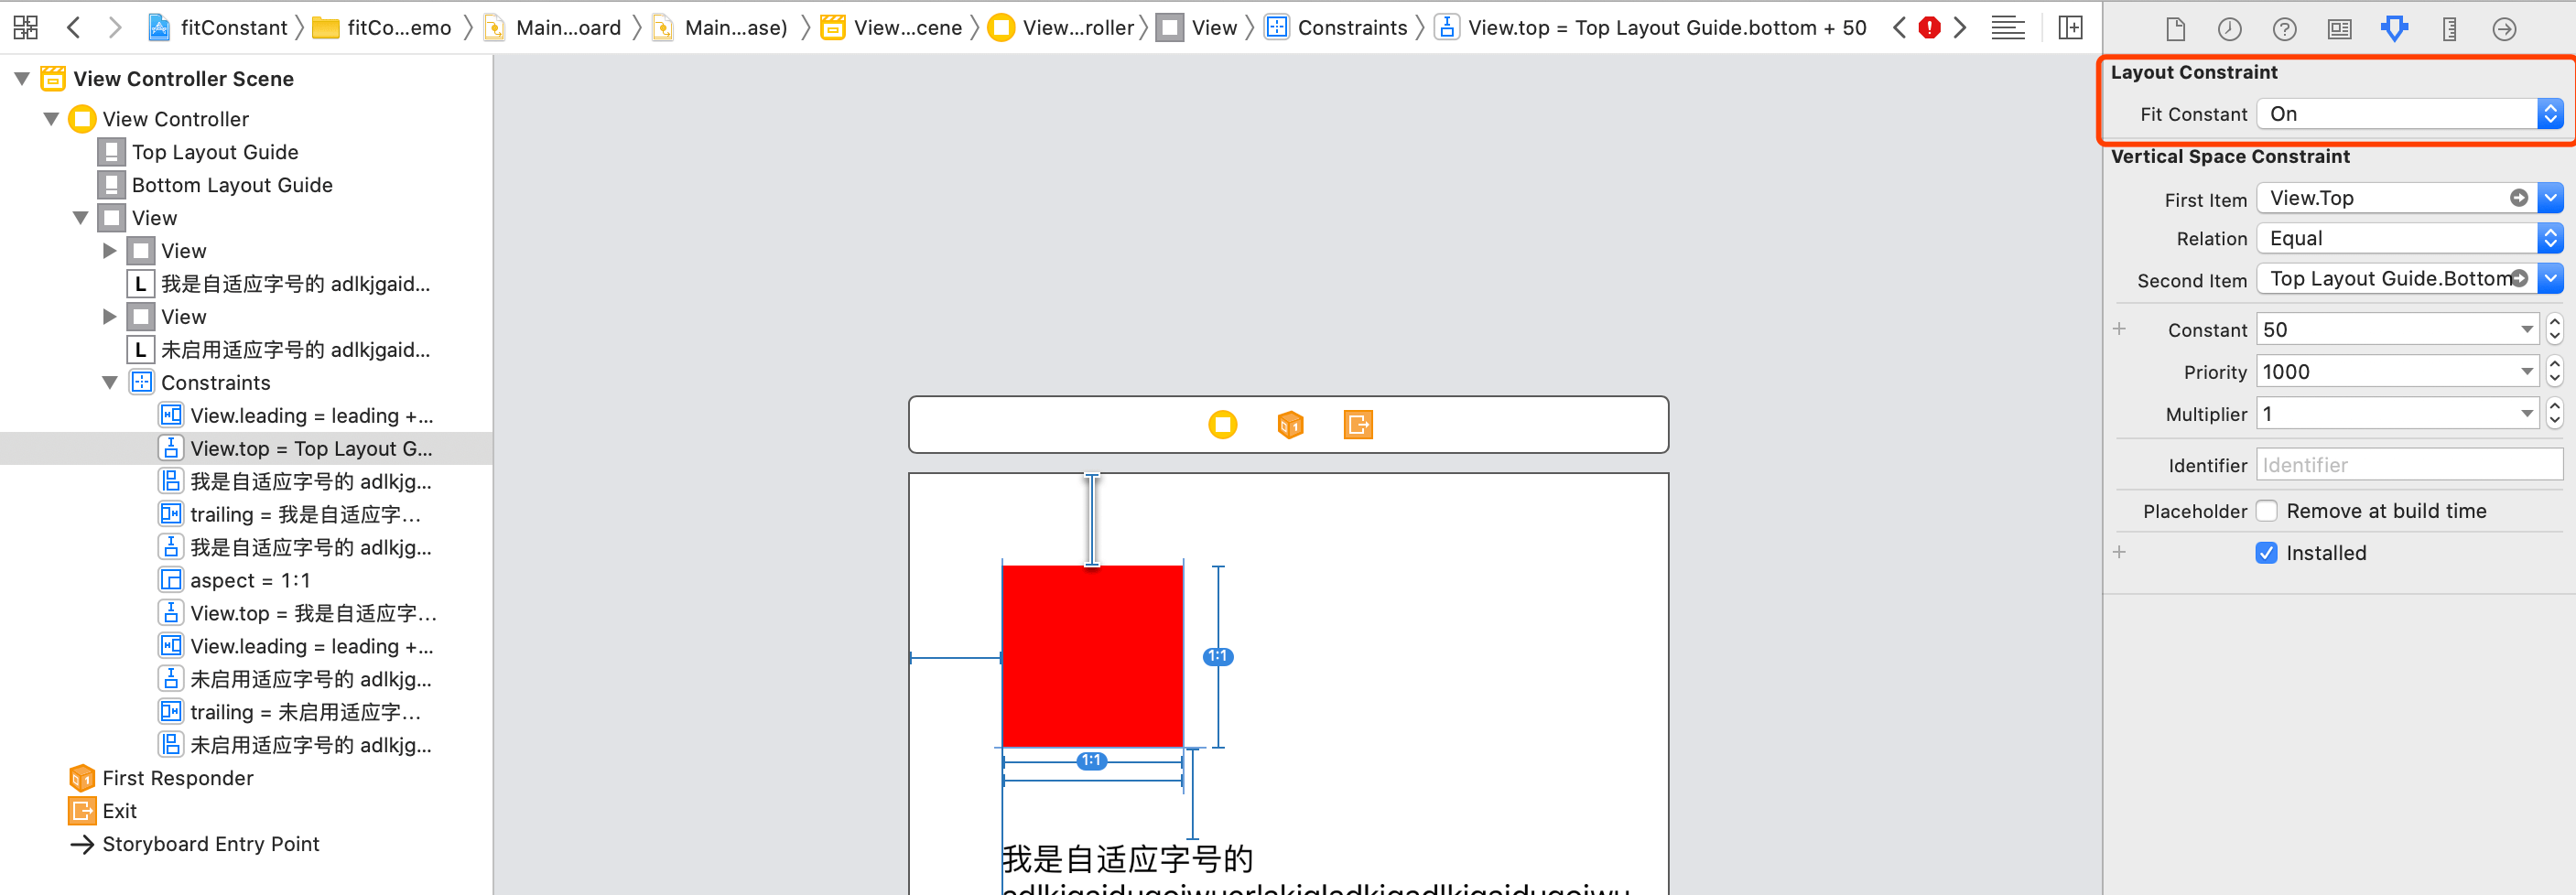 fitConstant
fitCo...emo
Main...oard
Main...ase)
View...cene
View...roller
View
Constraints
View.top = Top Layout Guide.bottom + 50
View Controller Scene
View Controller
Top Layout Guide
Bottom Layout Guide
View
View
L 我是自适应字号的 adlkjgaid...
View
L 未启用适应字号的 adlkjgaid...
Constraints
View.leading = leading +...
View.top = Top Layout G...
我是自适应字号的 adlkjg...
trailing = 我是自适应字...
我是自适应字号的 adlkjg...
aspect = 1:1
View.top = 我是自适应字...
View.leading = leading +...
未启用适应字号的 adlkjg...
trailing = 未启用适应字...
未启用适应字号的 adlkjg...
First Responder
Exit
Storyboard Entry Point
1:1
1:1
我是自适应字号的
Layout Constraint
Fit Constant On
Vertical Space Constraint
First Item View.Top
Relation Equal
Second Item Top Layout Guide.Bottom
Constant 50
Priority 1000
Multiplier 1
Identifier Identifier
Placeholder Remove at build time
Installed